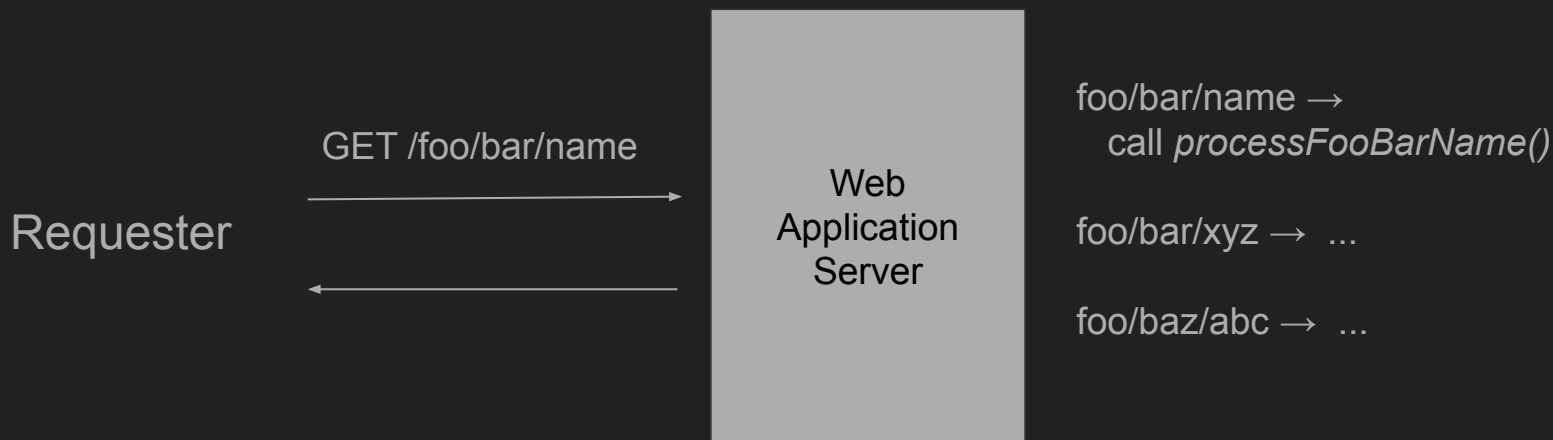 Requester
GET /foo/bar/name
Web
Application
Server
foo/bar/name →
call processFooBarName()
foo/bar/xyz → ...
foo/baz/abc → ...